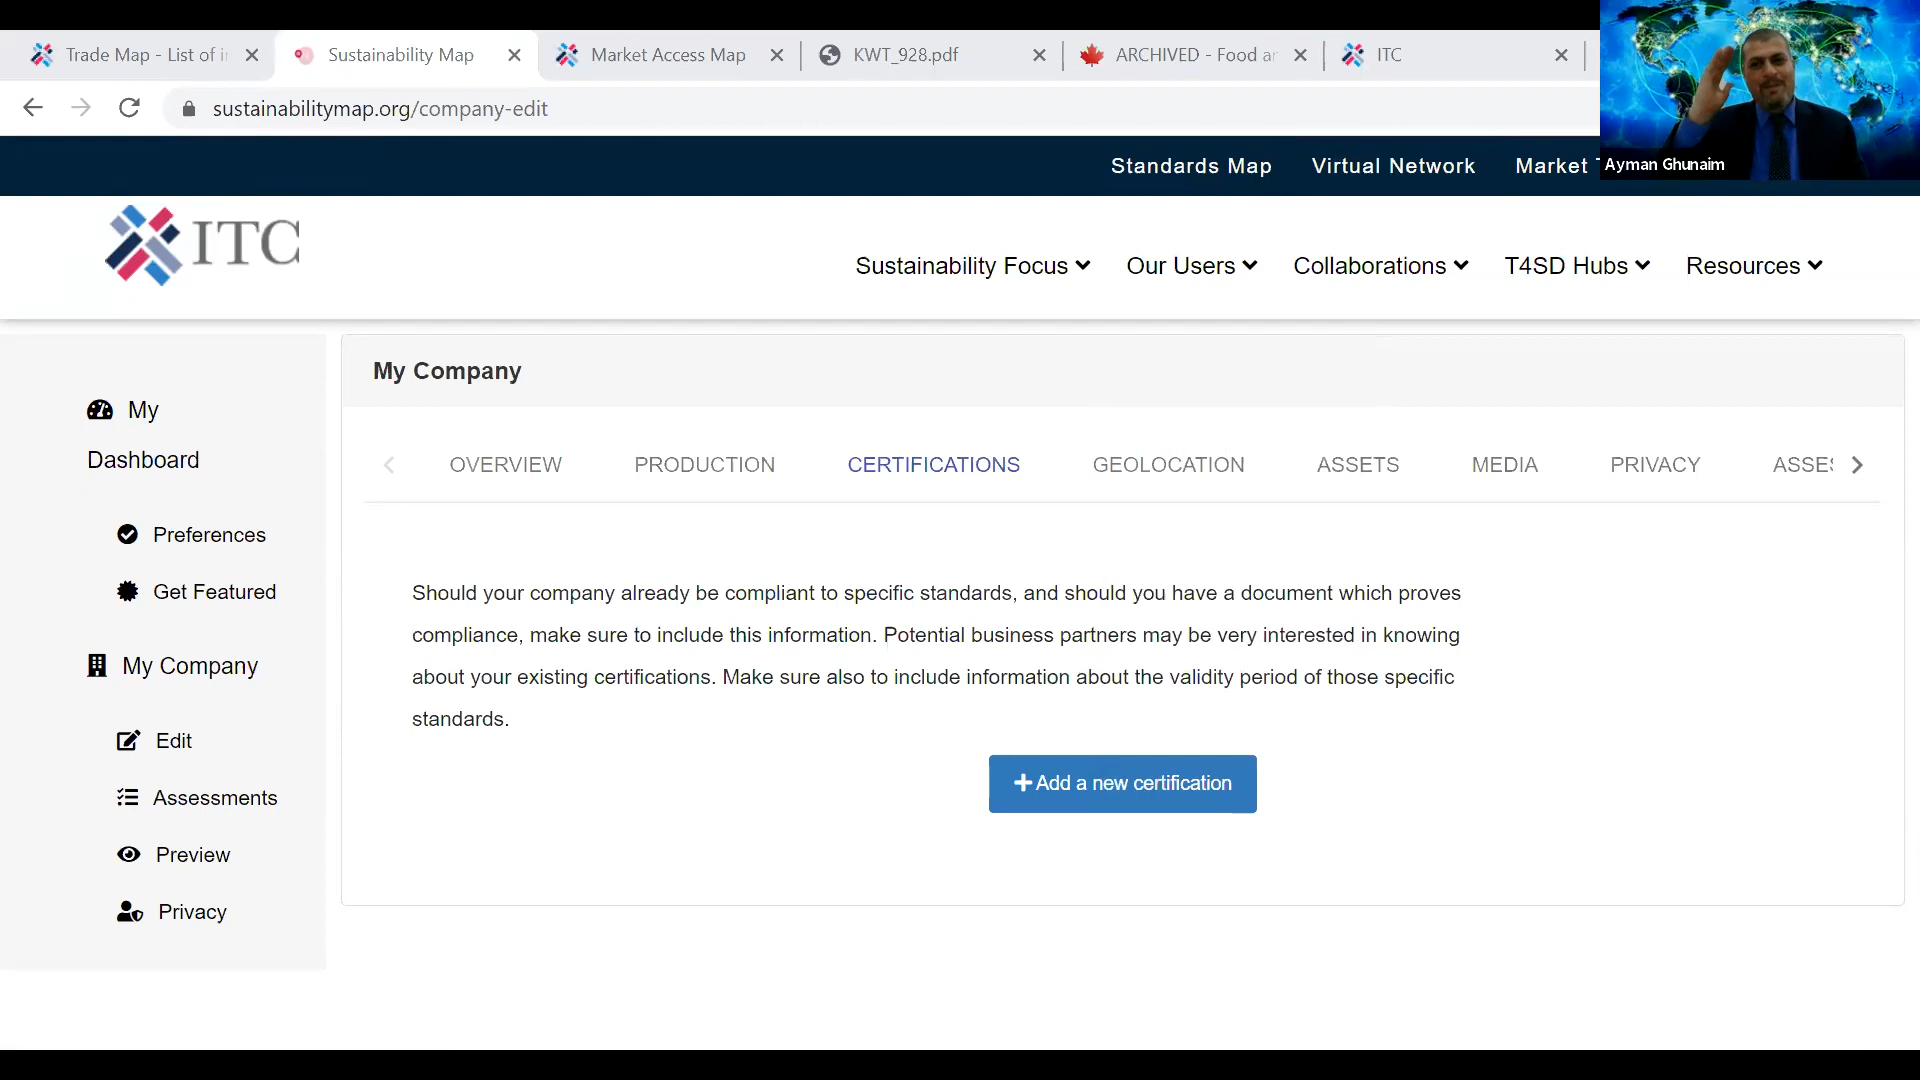 Trade Map - List of i
Sustainability Map
Market Access Map
KWT_928.pdf
ARCHIVED - Food a
ITC
sustainabilitymap.org/company-edit
Standards Map
Virtual Network
Market
Ayman Ghunaim
ITC
Sustainability Focus
Our Users
Collaborations
T4SD Hubs
Resources
My Dashboard
Preferences
Get Featured
My Company
Edit
Assessments
Preview
Privacy
My Company
OVERVIEW
PRODUCTION
CERTIFICATIONS
GEOLOCATION
ASSETS
MEDIA
PRIVACY
ASSES
Should your company already be compliant to specific standards, and should you have a document which proves
compliance, make sure to include this information. Potential business partners may be very interested in knowing
about your existing certifications. Make sure also to include information about the validity period of those specific
standards.
Add a new certification